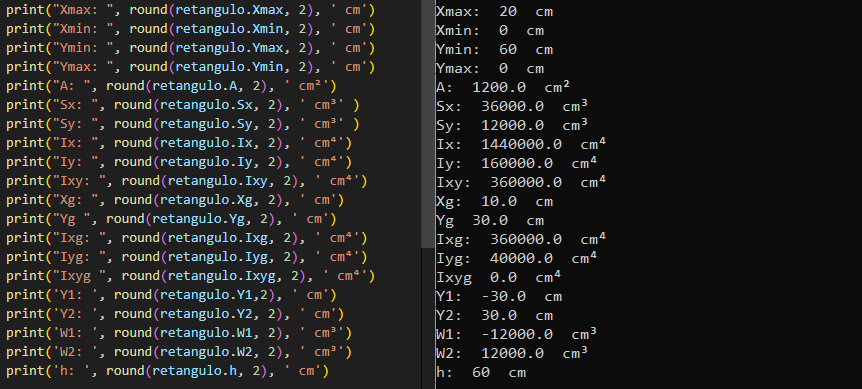 print("Xmax: ", round(retangulo.Xmax, 2), ' cm')
print("Xmin: ", round(retangulo.Xmin, 2), ' cm')
print("Ymin: ", round(retangulo.Ymax, 2), ' cm')
print("Ymax: ", round(retangulo.Ymin, 2), ' cm')
print("A: ", round(retangulo.A, 2), ' cm²')
print("Sx: ", round(retangulo.Sx, 2), ' cm³' )
print("Sy: ", round(retangulo.Sy, 2), ' cm³' )
print("Ix: ", round(retangulo.Ix, 2), ' cm⁴')
print("Iy: ", round(retangulo.Iy, 2), ' cm⁴')
print("Ixy: ", round(retangulo.Ixy, 2), ' cm⁴')
print("Xg: ", round(retangulo.Xg, 2), ' cm')
print("Yg ", round(retangulo.Yg, 2), ' cm')
print("Ixg: ", round(retangulo.Ixg, 2), ' cm⁴')
print("Iyg: ", round(retangulo.Iyg, 2), ' cm⁴')
print("Ixyg ", round(retangulo.Ixyg, 2), ' cm⁴')
print('Y1: ', round(retangulo.Y1,2), ' cm')
print('Y2: ', round(retangulo.Y2, 2), ' cm')
print('W1: ', round(retangulo.W1, 2), ' cm³')
print('W2: ', round(retangulo.W2, 2), ' cm³')
print('h: ', round(retangulo.h, 2), ' cm')
Xmax:  20  cm
Xmin:  0  cm
Ymin:  60  cm
Ymax:  0  cm
A:  1200.0  cm²
Sx:  36000.0  cm³
Sy:  12000.0  cm³
Ix:  1440000.0  cm⁴
Iy:  160000.0  cm⁴
Ixy:  360000.0  cm⁴
Xg:  10.0  cm
Yg  30.0  cm
Ixg:  360000.0  cm⁴
Iyg:  40000.0  cm⁴
Ixyg  0.0  cm⁴
Y1:  -30.0  cm
Y2:  30.0  cm
W1:  -12000.0  cm³
W2:  12000.0  cm³
h:  60  cm